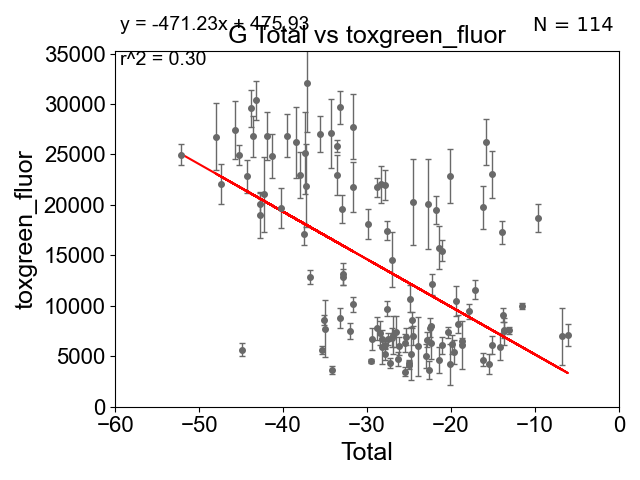 y = -471.23x + 475.93
N = 114
G Total vs toxgreen_fluor
r^2 = 0.30
35000
30000
25000
20000
15000
10000
5000
0
toxgreen_fluor
−60 −50 −40 −30 −20 −10 0
Total